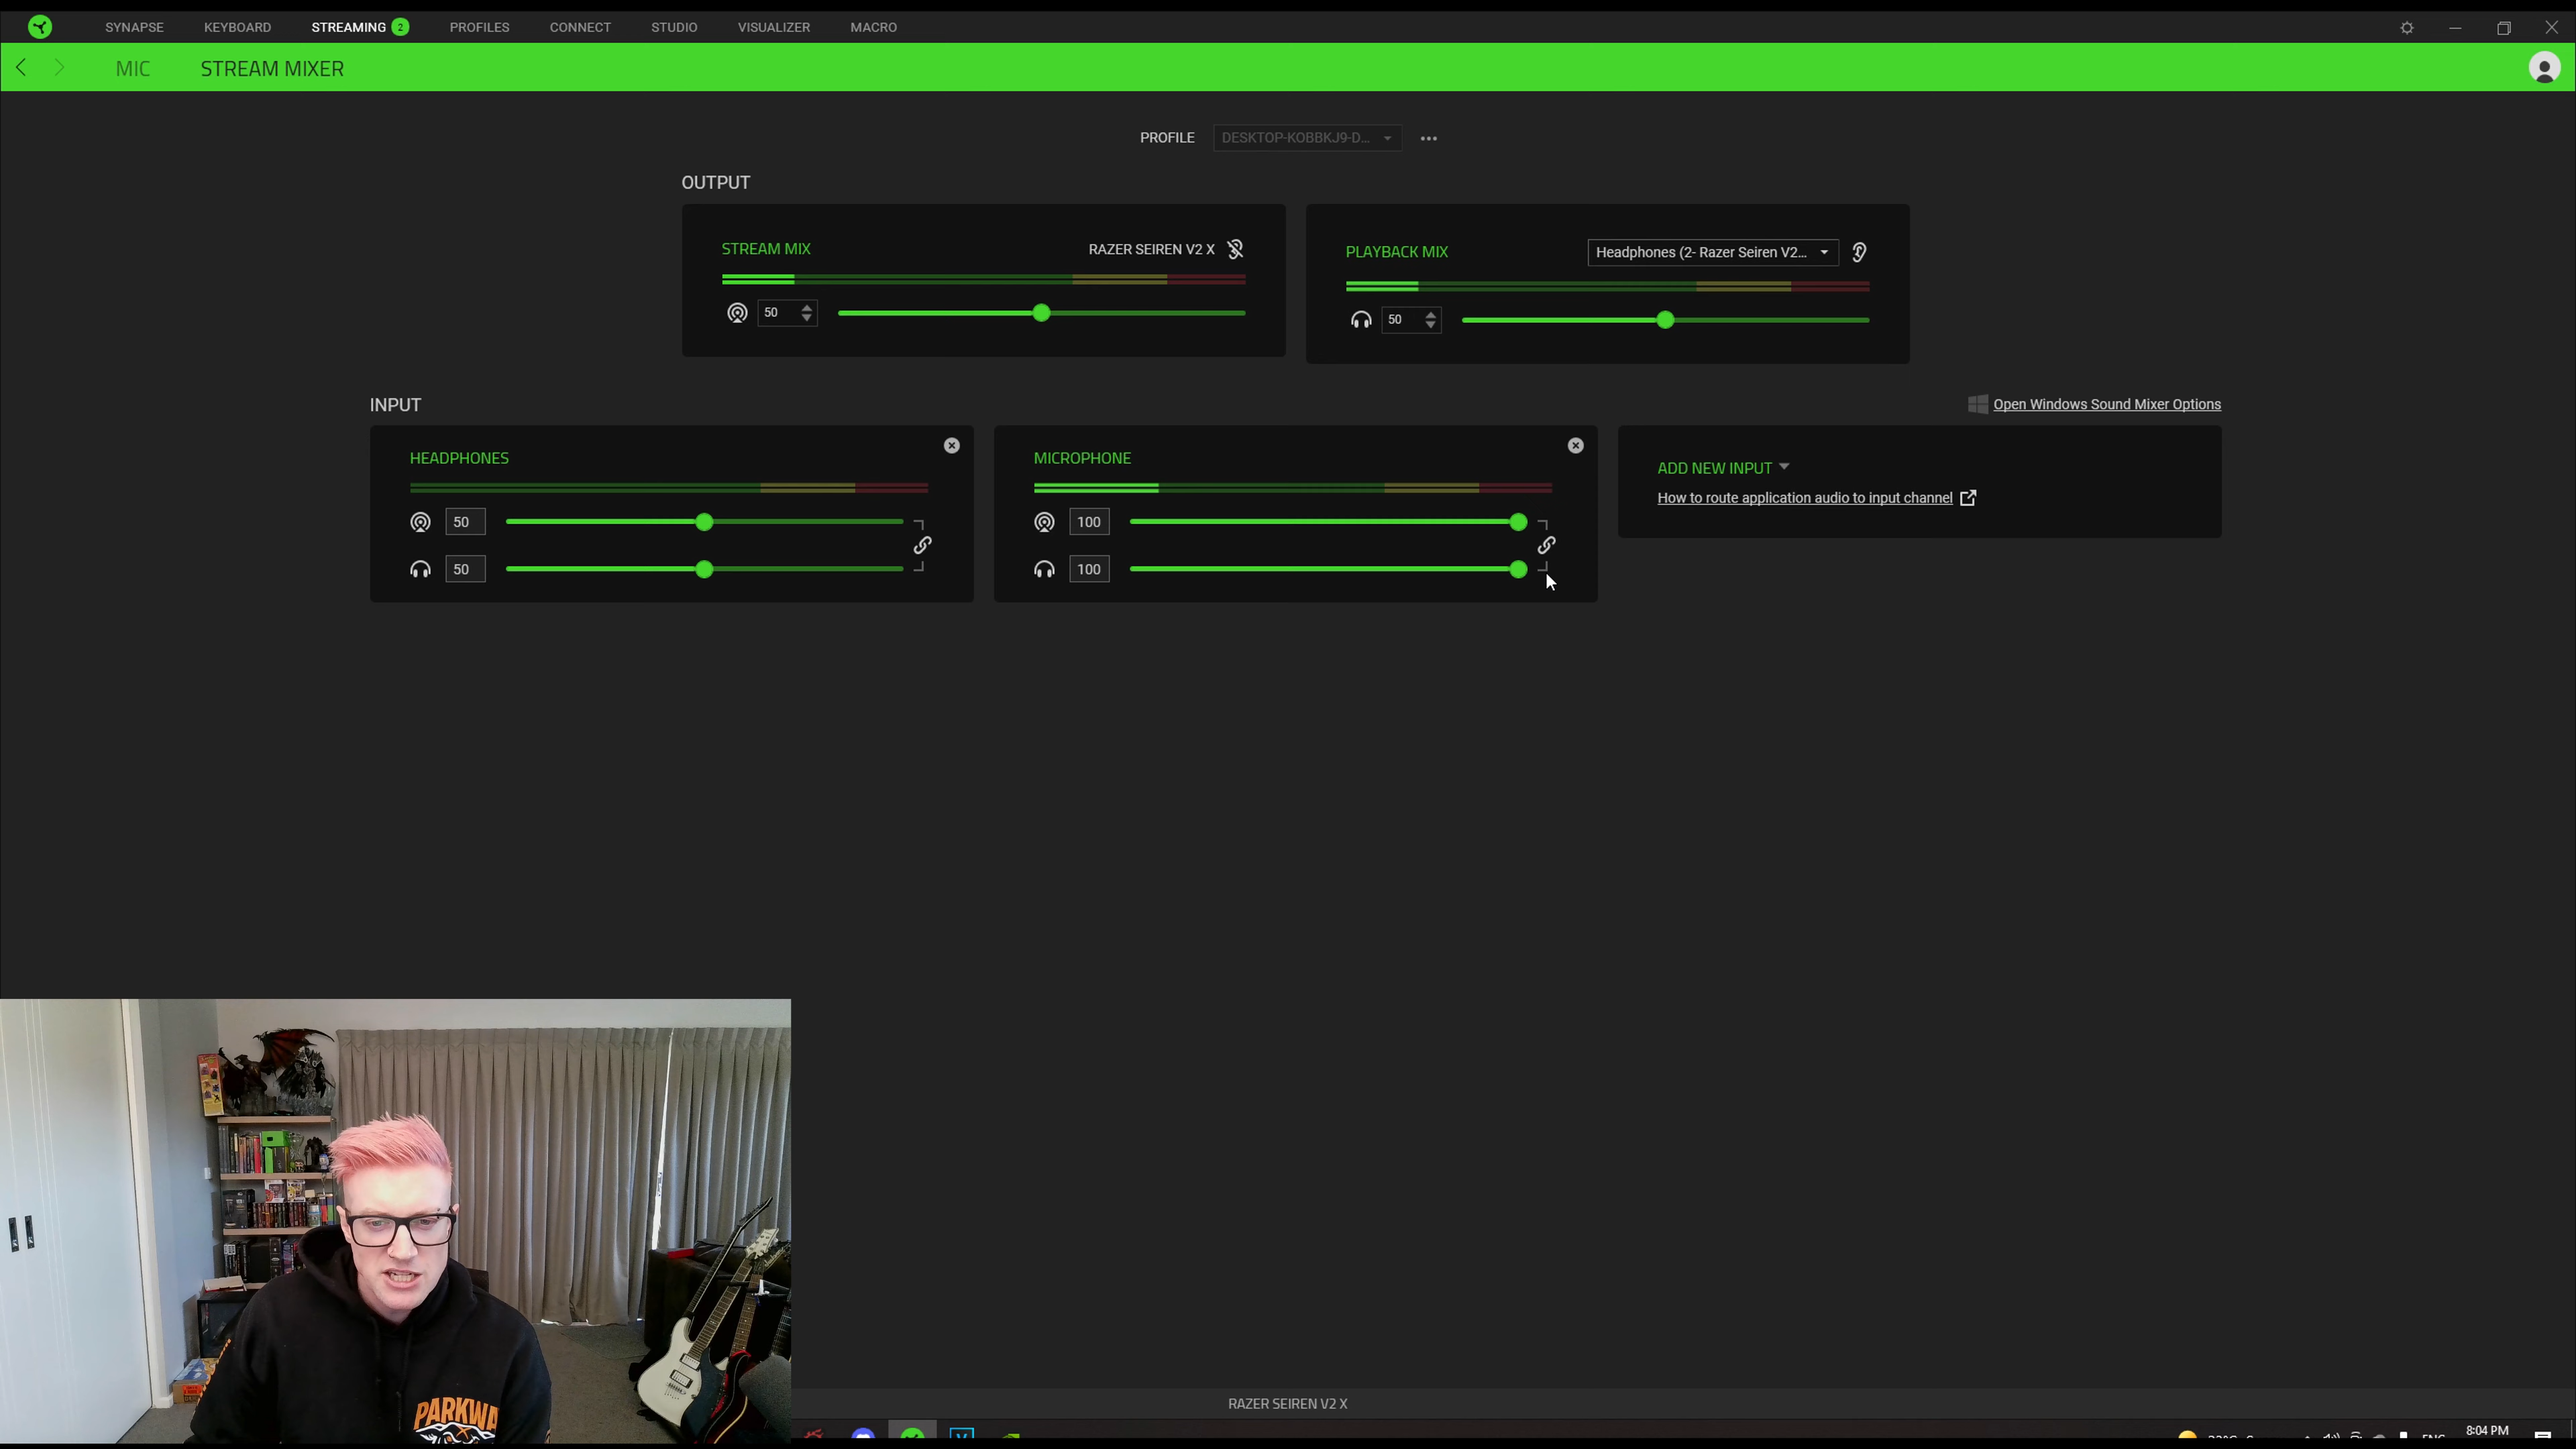 SYNAPSE KEYBOARD STREAMING 2 PROFILES CONNECT STUDIO VISUALIZER MACRO
MIC STREAM MIXER
PROFILE DESKTOP-KOBBKJ9-D...
OUTPUT
STREAM MIX RAZER SEIREN V2 X
50
PLAYBACK MIX Headphones (2- Razer Seiren V2...
50
INPUT
Open Windows Sound Mixer Options
HEADPHONES
50
50
MICROPHONE
100
100
ADD NEW INPUT
How to route application audio to input channel
PARKWA
RAZER SEIREN V2 X
8:04 PM